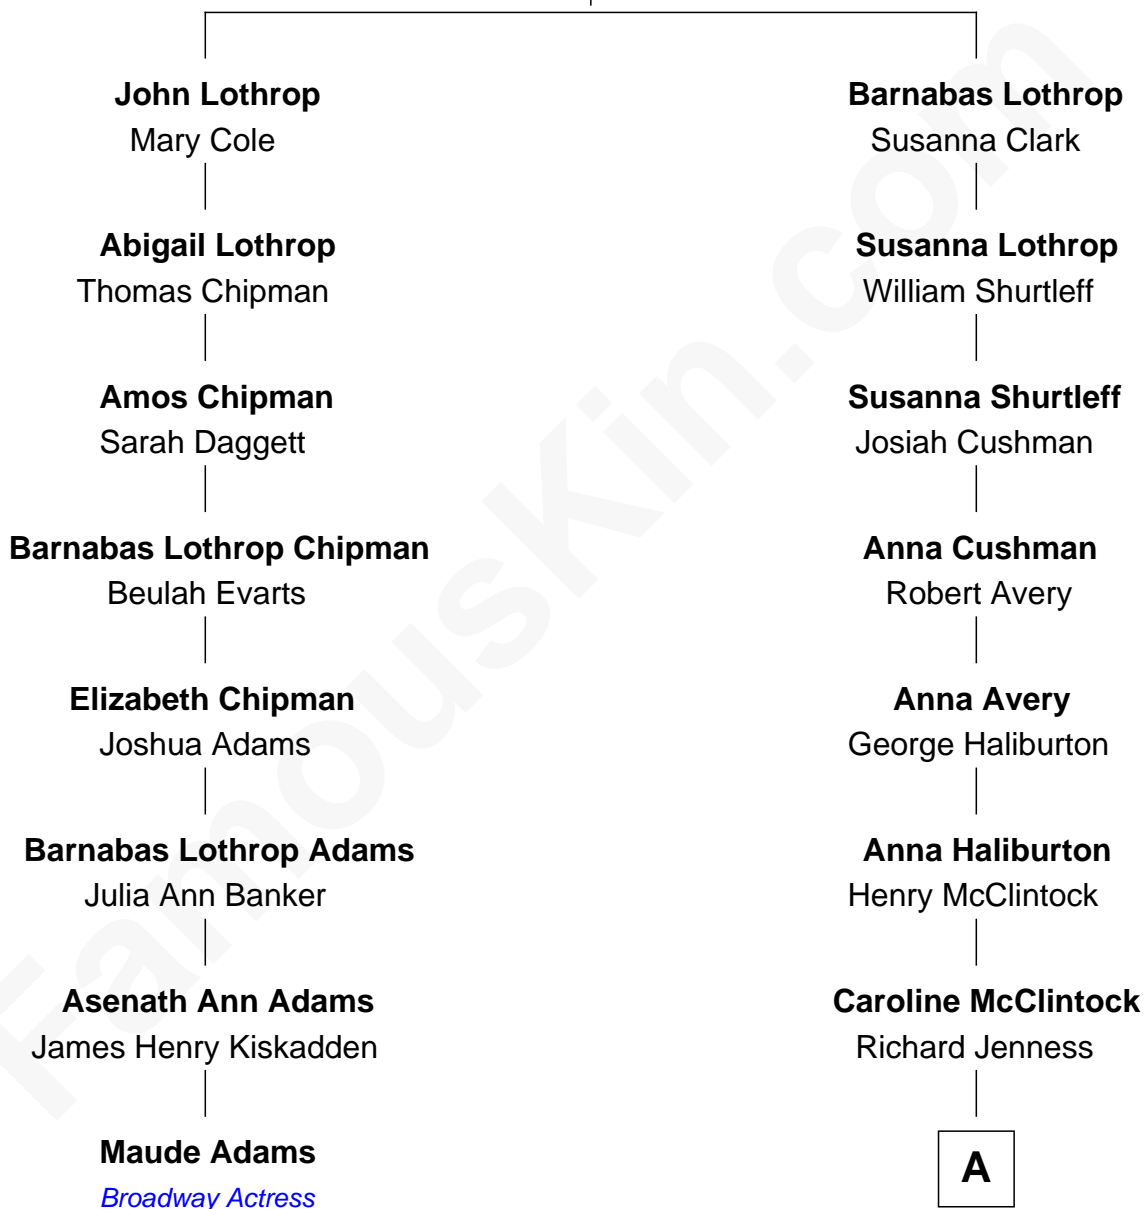 John Lothrop
Mary Cole
Abigail Lothrop
Thomas Chipman
Amos Chipman
Sarah Daggett
Barnabas Lothrop Chipman
Beulah Evarts
Elizabeth Chipman
Joshua Adams
Barnabas Lothrop Adams
Julia Ann Banker
Asenath Ann Adams
James Henry Kiskadden
Maude Adams
Broadway Actress
Barnabas Lothrop
Susanna Clark
Susanna Lothrop
William Shurtleff
Susanna Shurtleff
Josiah Cushman
Anna Cushman
Robert Avery
Anna Avery
George Haliburton
Anna Haliburton
Henry McClintock
Caroline McClintock
Richard Jenness
A
FamousKin.com